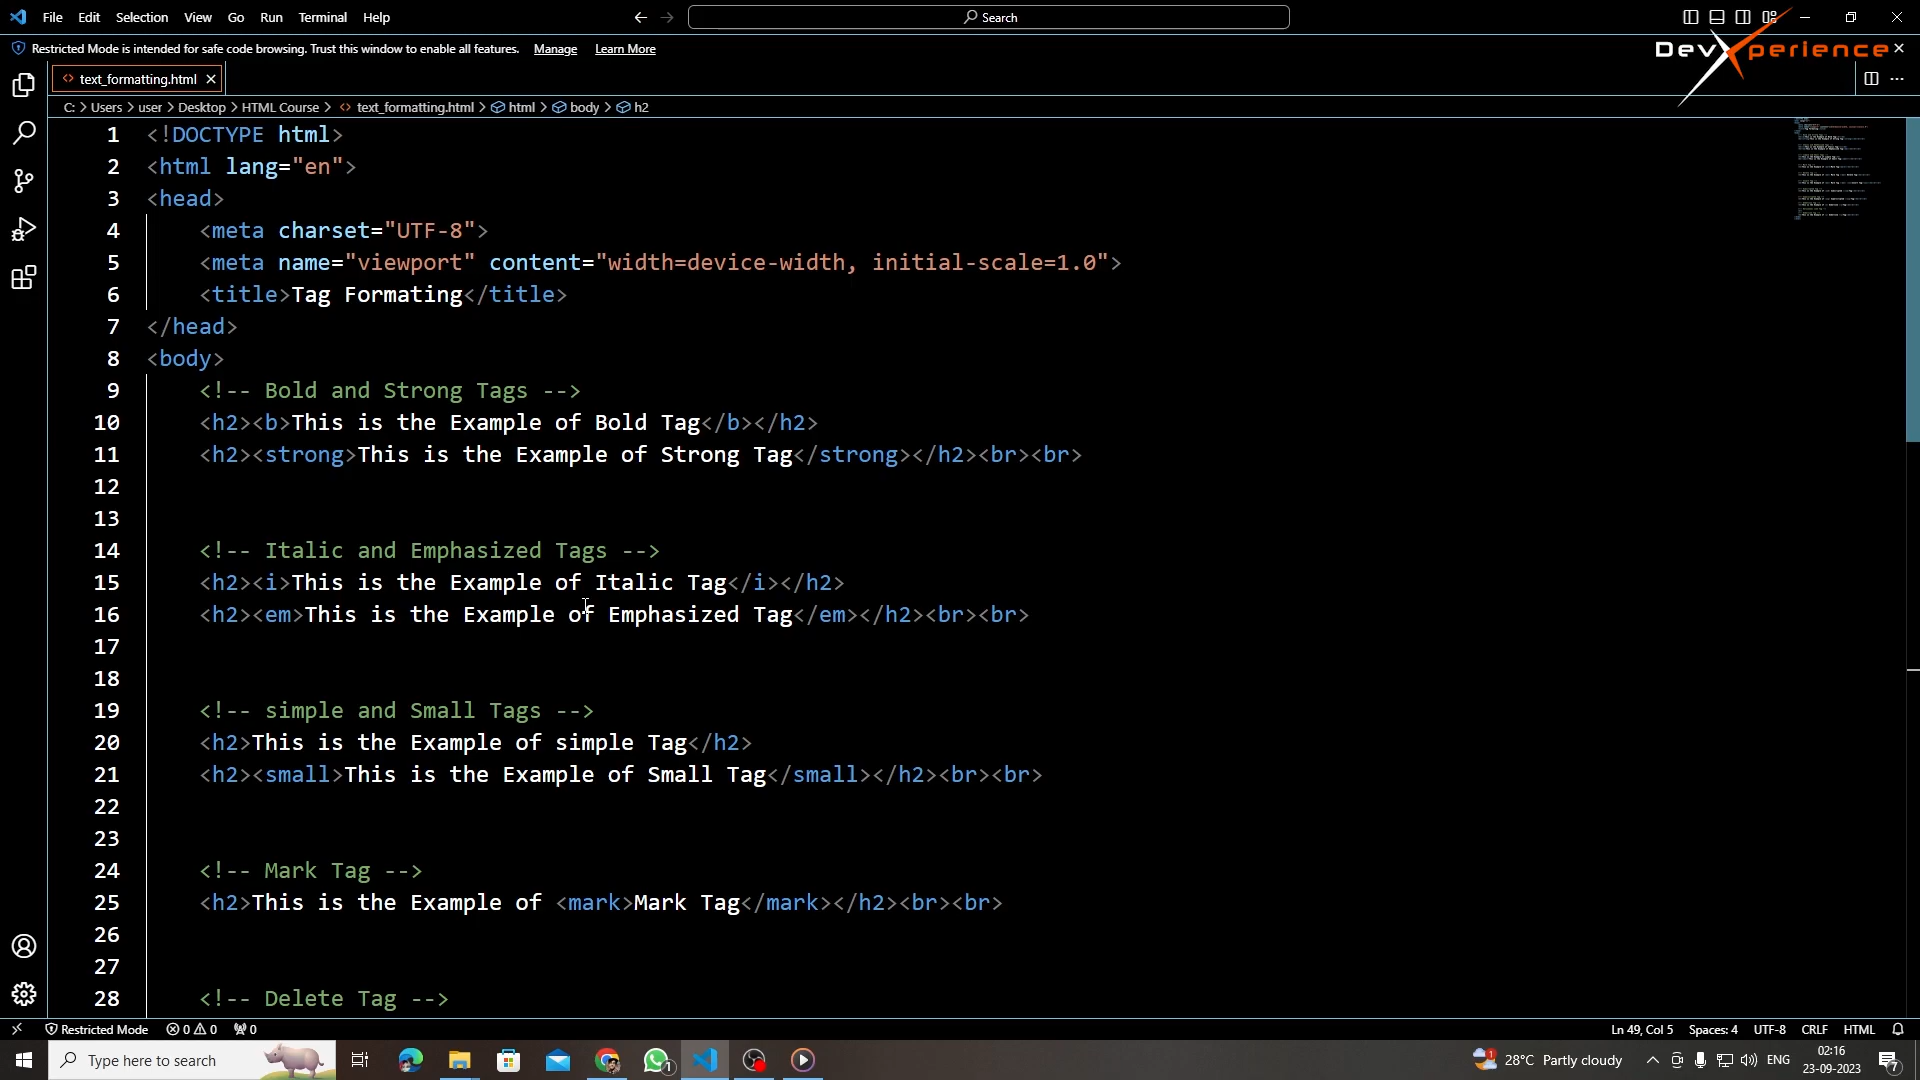 File Edit Selection View Go Run Terminal Help Search
Restricted Mode is intended for safe code browsing. Trust this window to enable all features. Manage Learn More
DevXperience
text_formatting.html
C: > Users > user > Desktop > HTML Course > text_formatting.html > html > body > h2
1 <!DOCTYPE html>
2 <html lang="en">
3 <head>
4 <meta charset="UTF-8">
5 <meta name="viewport" content="width=device-width, initial-scale=1.0">
6 <title>Tag Formating</title>
7 </head>
8 <body>
9 <!-- Bold and Strong Tags -->
10 <h2><b>This is the Example of Bold Tag</b></h2>
11 <h2><strong>This is the Example of Strong Tag</strong></h2><br><br>
12
13
14 <!-- Italic and Emphasized Tags -->
15 <h2><i>This is the Example of Italic Tag</i></h2>
16 <h2><em>This is the Example of Emphasized Tag</em></h2><br><br>
17
18
19 <!-- simple and Small Tags -->
20 <h2>This is the Example of simple Tag</h2>
21 <h2><small>This is the Example of Small Tag</small></h2><br><br>
22
23
24 <!-- Mark Tag -->
25 <h2>This is the Example of <mark>Mark Tag</mark></h2><br><br>
26
27
28 <!-- Delete Tag -->
Restricted Mode 0 0 0 Ln 49, Col 5 Spaces: 4 UTF-8 CRLF HTML
Type here to search 1 1 28°C Partly cloudy ENG 02:16
23-09-2023 7